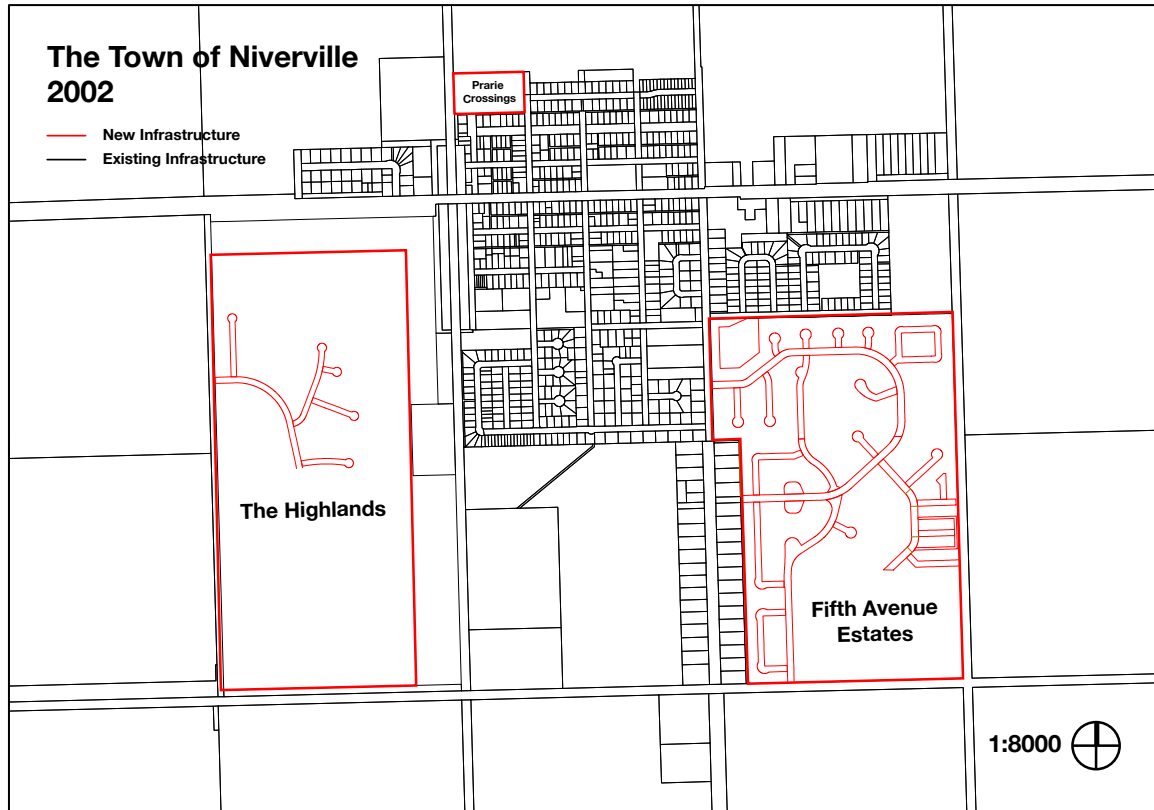 The Town of Niverville
2002
New Infrastructure
Existing Infrastructure
Prarie
Crossings
The Highlands
Fifth Avenue
Estates
1:8000